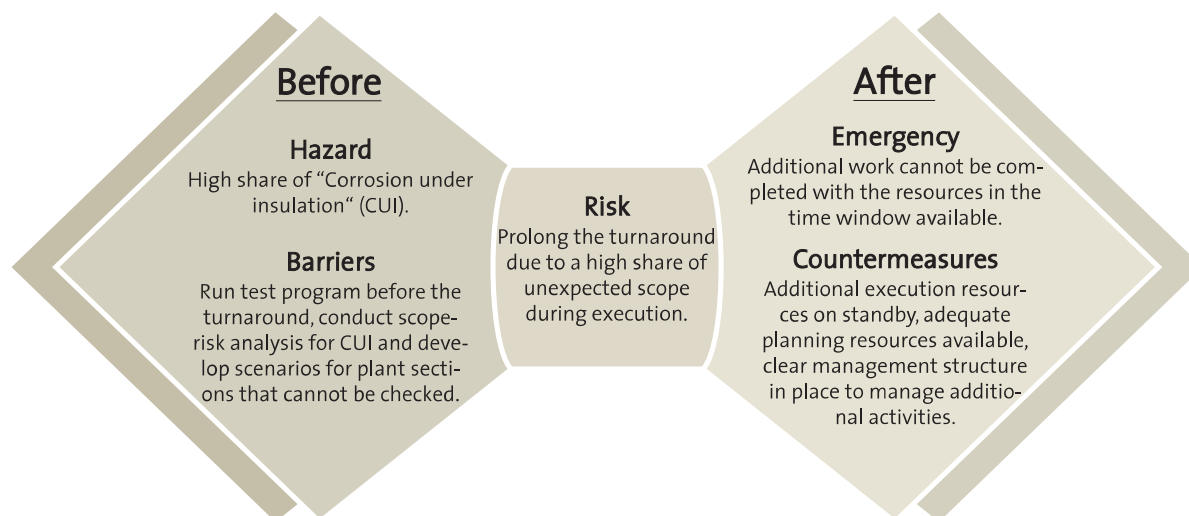 Before
Hazard
High share of “Corrosion under
insulation“ (CUI).
Barriers
Run test program before the
turnaround, conduct scope-
risk analysis for CUI and deve-
lop scenarios for plant secti-
ons that cannot be checked.
Risk
Prolong the turnaround
due to a high share of
unexpected scope
during execution.
After
Emergency
Additional work cannot be com-
pleted with the resources in the
time window available.
Countermeasures
Additional execution resour-
ces on standby, adequate
planning resources available,
clear management structure
in place to manage additio-
nal activities.